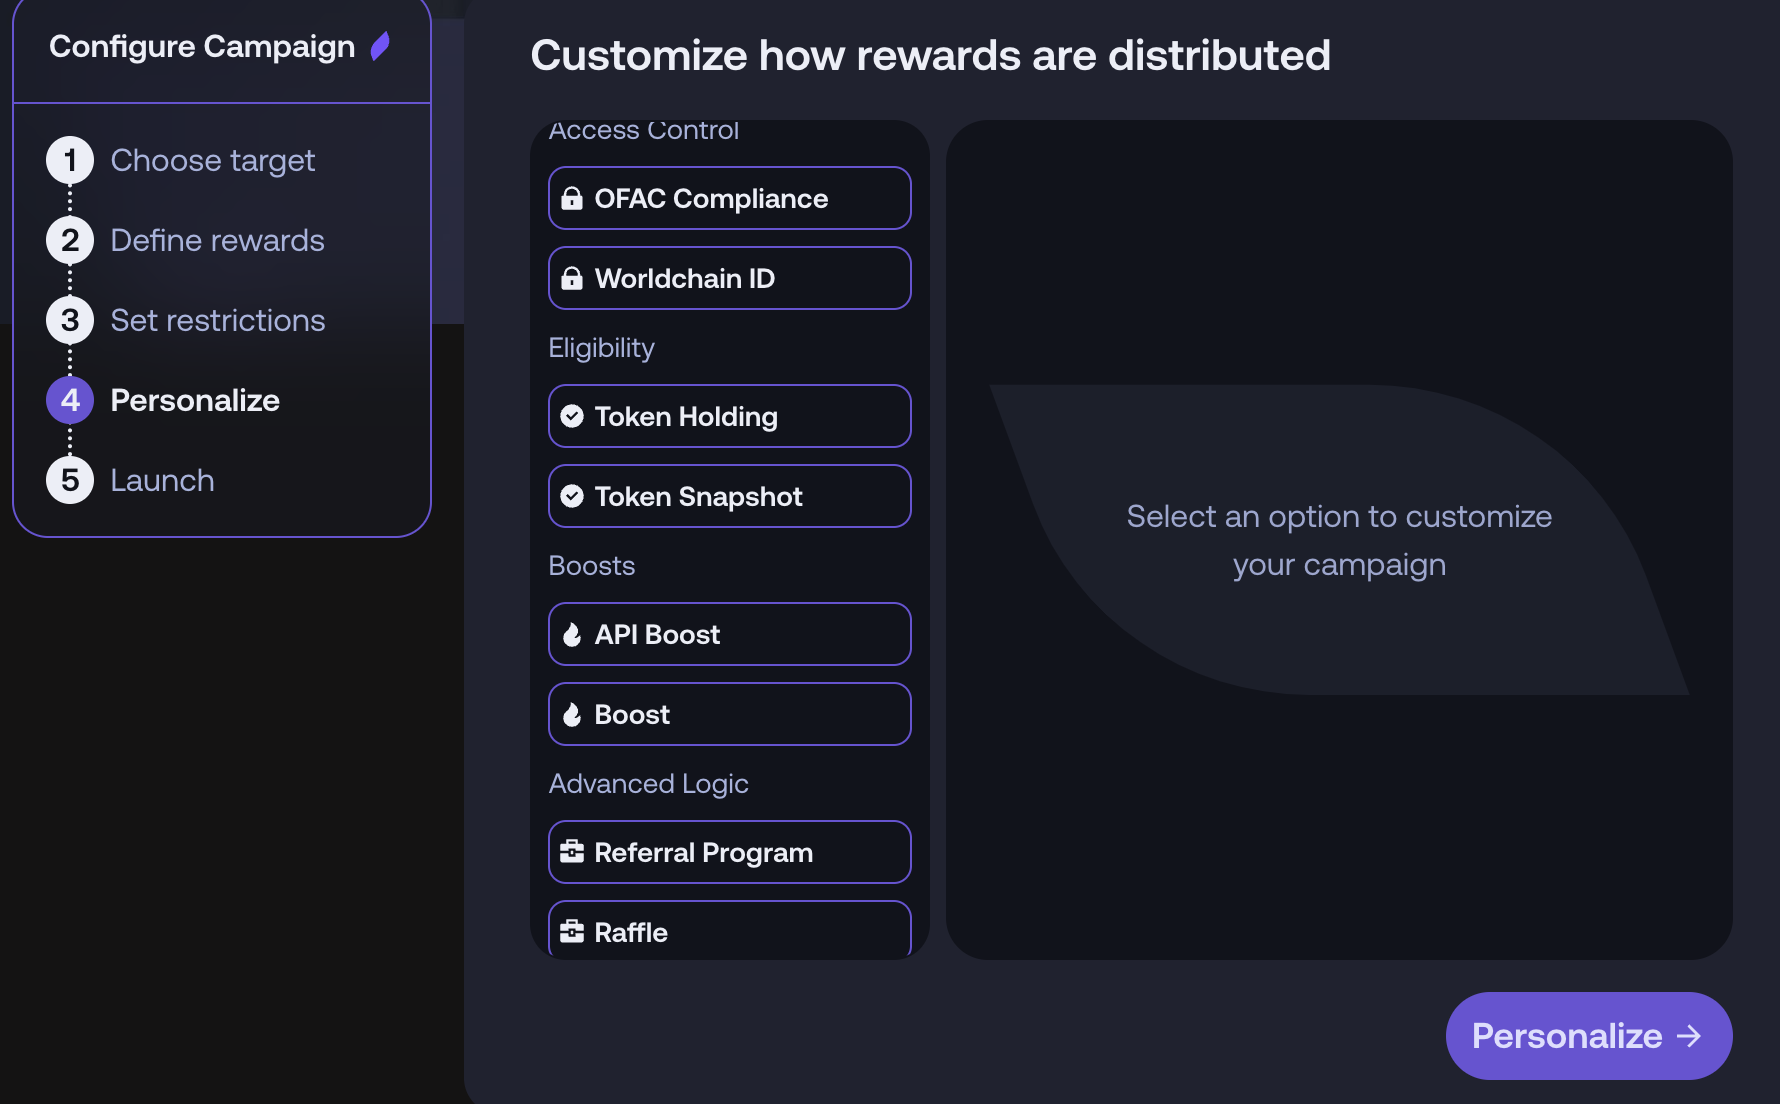 Configure Campaign
1 Choose target
2 Define rewards
3 Set restrictions
4 Personalize
5 Launch
Customize how rewards are distributed
Access Control
OFAC Compliance
Worldchain ID
Eligibility
Token Holding
Token Snapshot
Boosts
API Boost
Boost
Advanced Logic
Referral Program
Raffle
Select an option to customize
your campaign
Personalize →